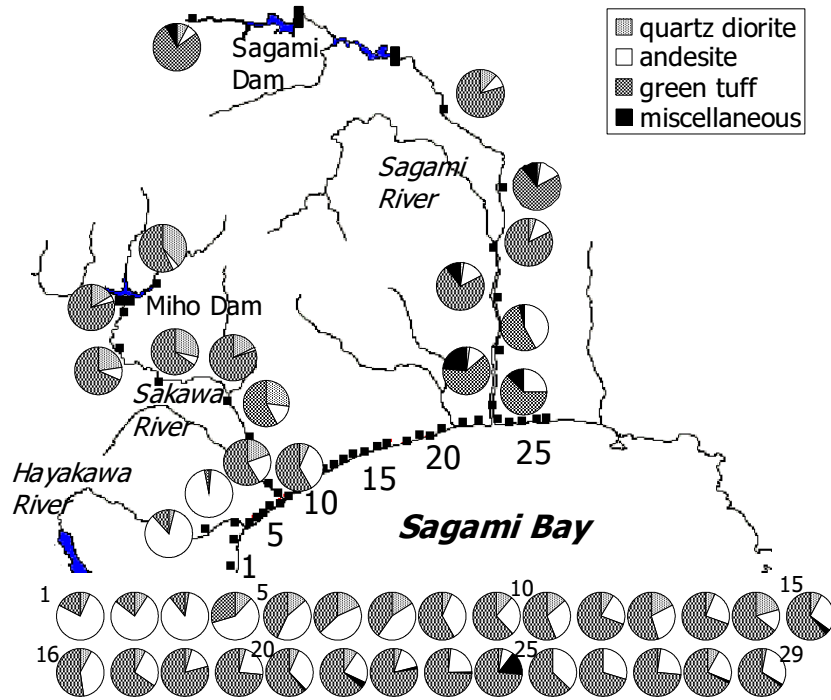 quartz diorite
andesite
green tuff
miscellaneous
Sagami
Dam
Sagami
River
Miho Dam
Sakawa
River
Hayakawa
River
Sagami Bay
1
5
10
15
20
25
1
5
10
15
16
20
25
29